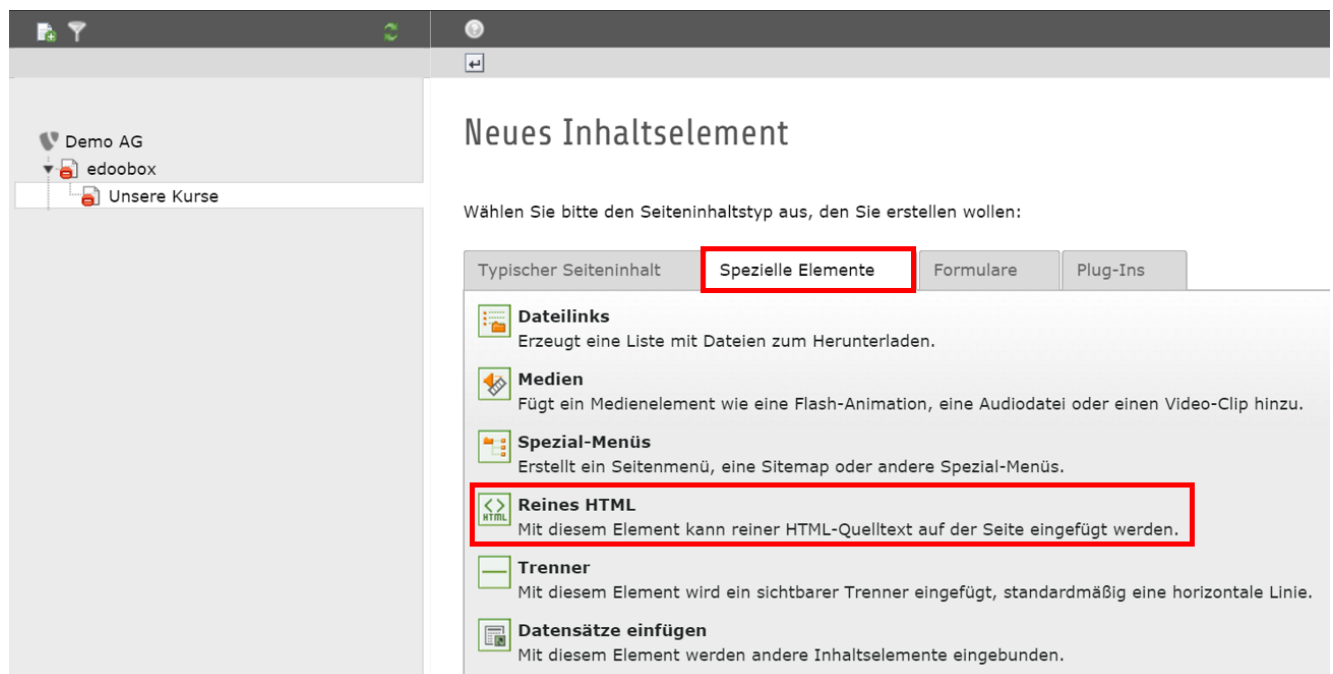 Demo AG
edoobox
Unsere Kurse
Neues Inhaltselement
Wählen Sie bitte den Seiteninhaltstyp aus, den Sie erstellen wollen:
Typischer Seiteninhalt Spezielle Elemente Formulare Plug-Ins
Dateilinks
Erzeugt eine Liste mit Dateien zum Herunterladen.
Medien
Fügt ein Medienelement wie eine Flash-Animation, eine Audiodatei oder einen Video-Clip hinzu.
Spezial-Menüs
Erstellt ein Seitenmenü, eine Sitemap oder andere Spezial-Menüs.
HTML
Reines HTML
Mit diesem Element kann reiner HTML-Quelltext auf der Seite eingefügt werden.
Trenner
Mit diesem Element wird ein sichtbarer Trenner eingefügt, standardmäßig eine horizontale Linie.
Datensätze einfügen
Mit diesem Element werden andere Inhaltselemente eingebunden.